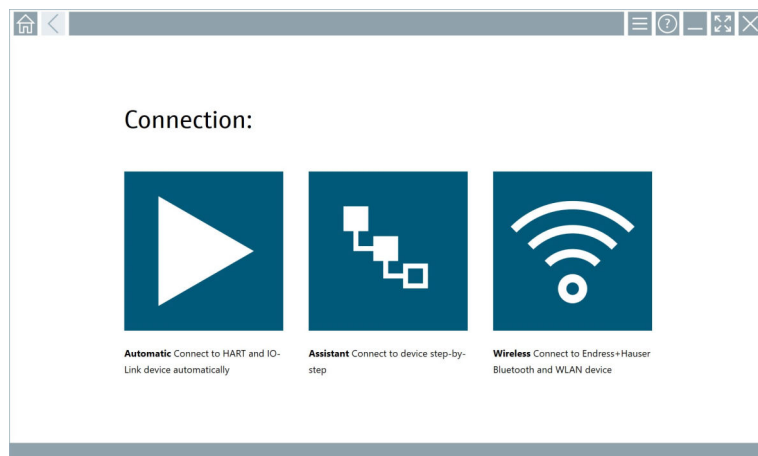 Connection:
Automatic Connect to HART and IO-
Link device automatically
Assistant Connect to device step-by-
step
Wireless Connect to Endress+Hauser
Bluetooth and WLAN device